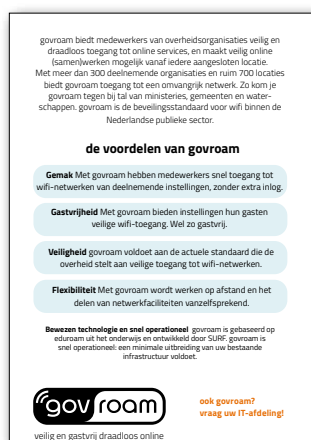 govroam biedt medewerkers van overheidsorganisaties veilig en
draadloos toegang tot online services, en maakt veilig online
(samen)werken mogelijk vanaf iedere aangesloten locatie.
Met meer dan 300 deelnemende organisaties en ruim 700 locaties
biedt govroam toegang tot een omvangrijk netwerk. Zo kom je
govroam tegen bij tal van ministeries, gemeenten en water-
schappen. govroam is de beveilingsstandaard voor wifi binnen de
Nederlandse publieke sector.
de voordelen van govroam
Gemak Met govroam hebben medewerkers snel toegang tot
wifi-netwerken van deelnemende instellingen, zonder extra inlog.
Gastvrijheid Met govroam bieden instellingen hun gasten
veilige wifi-toegang. Wel zo gastvrij.
Veiligheid govroam voldoet aan de actuele standaard die de
overheid stelt aan veilige toegang tot wifi-netwerken.
Flexibiliteit Met govroam wordt werken op afstand en het
delen van netwerkfaciliteiten vanzelfsprekend.
Bewezen technologie en snel operationeel govroam is gebaseerd op
eduroam uit het onderwijs en ontwikkeld door SURF. govroam is
snel operationeel: een minimale uitbreiding van uw bestaande
infrastructuur voldoet.
govroam
veilig en gastvrij draadloos online
ook govroam?
vraag uw IT-afdeling!